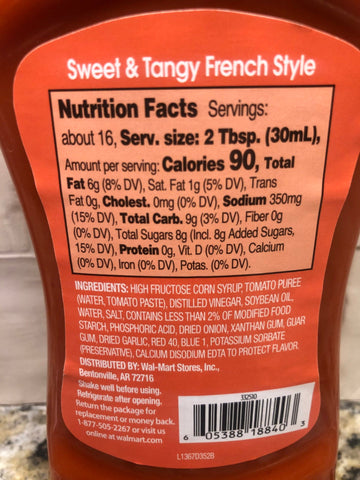 Sweet & Tangy French Style
Nutrition Facts Servings:
about 16, Serv. size: 2 Tbsp. (30mL),
Amount per serving: Calories 90, Total
Fat 6g (8% DV), Sat. Fat 1g (5% DV), Trans
Fat 0g, Cholest. 0mg (0% DV), Sodium 350mg
(15% DV), Total Carb. 9g (3% DV), Fiber 0g
(0% DV), Total Sugars 8g (Incl. 8g Added Sugars,
15% DV), Protein 0g, Vit. D (0% DV), Calcium
(0% DV), Iron (0% DV), Potas. (0% DV).
INGREDIENTS: HIGH FRUCTOSE CORN SYRUP, TOMATO PUREE
(WATER, TOMATO PASTE), DISTILLED VINEGAR, SOYBEAN OIL,
WATER, SALT, CONTAINS LESS THAN 2% OF MODIFIED FOOD
STARCH, PHOSPHORIC ACID, DRIED ONION, XANTHAN GUM, GUAR
GUM, DRIED GARLIC, RED 40, BLUE 1, POTASSIUM SORBATE
(PRESERVATIVE), CALCIUM DISODIUM EDTA TO PROTECT FLAVOR.
DISTRIBUTED BY: Wal-Mart Stores, Inc.,
Bentonville, AR 72716
Shake well before using.
Refrigerate after opening.
Return the package for
replacement or money back.
1-877-505-2267 or visit us
online at walmart.com
332510
6 05388 18840 3
L1367D352B